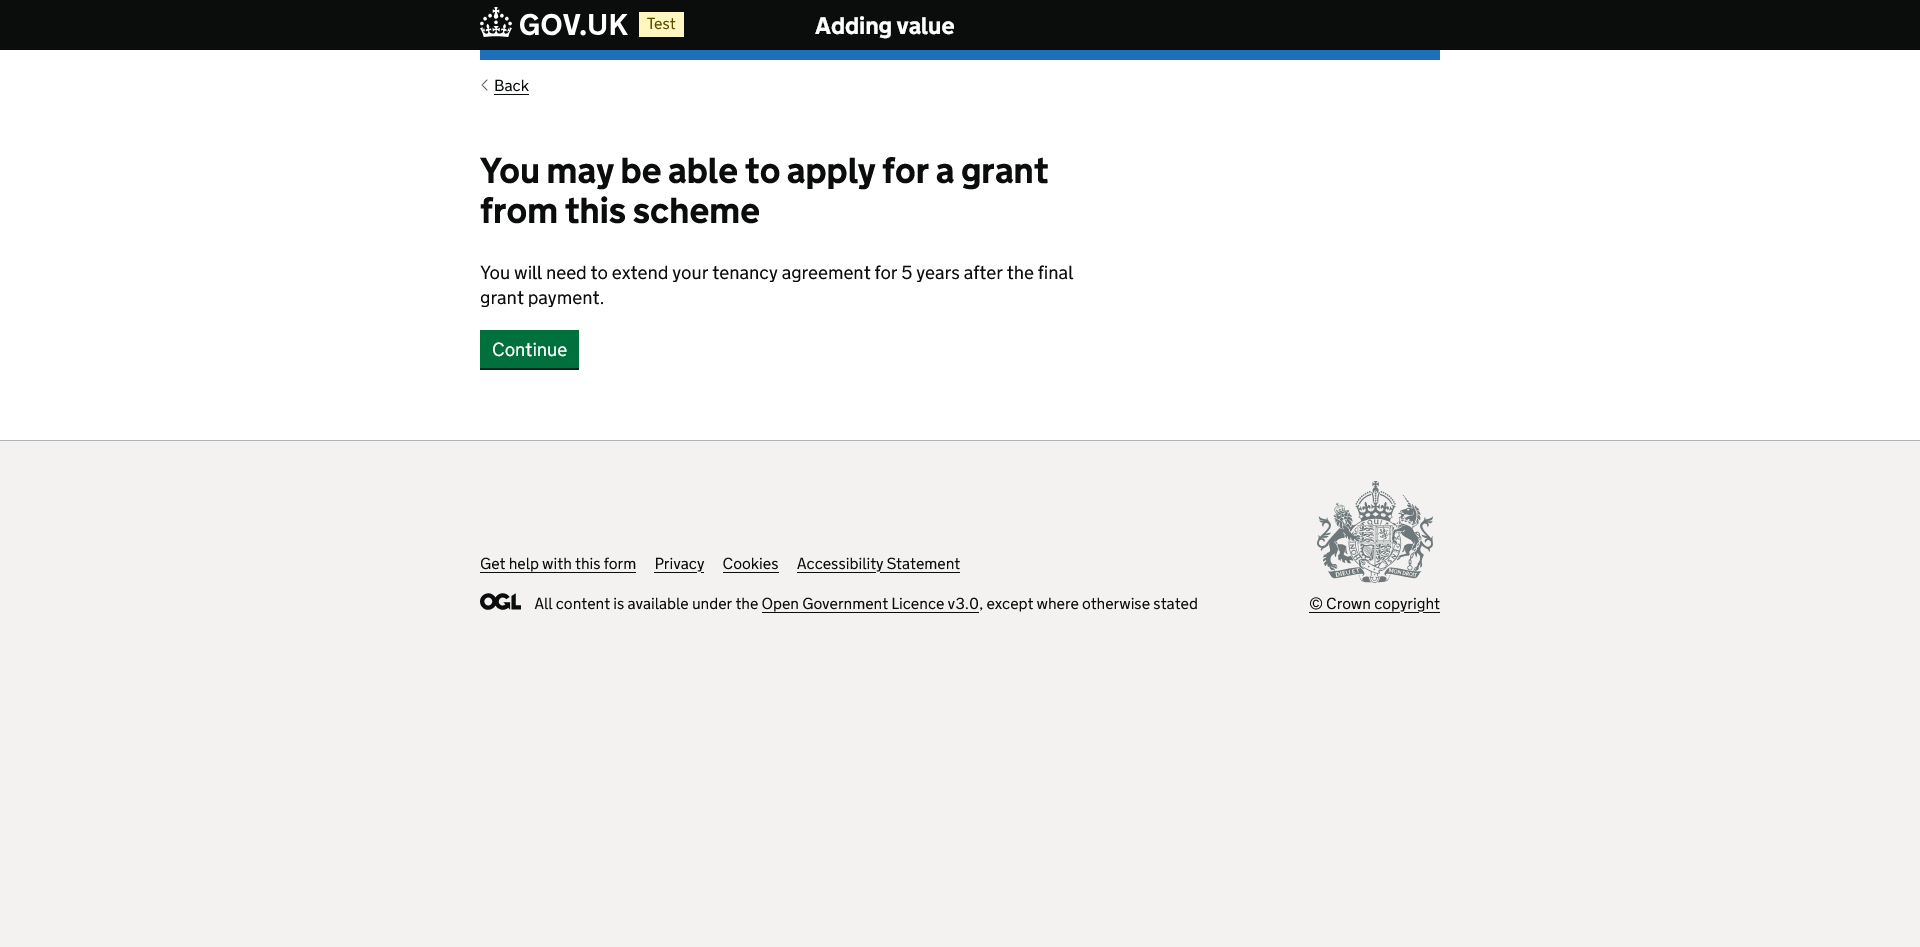 GOV.UK Test Adding value
Back
You may be able to apply for a grant
from this scheme
You will need to extend your tenancy agreement for 5 years after the final
grant payment.
Continue
Get help with this form Privacy Cookies Accessibility Statement
OGL All content is available under the Open Government Licence v3.0, except where otherwise stated
© Crown copyright